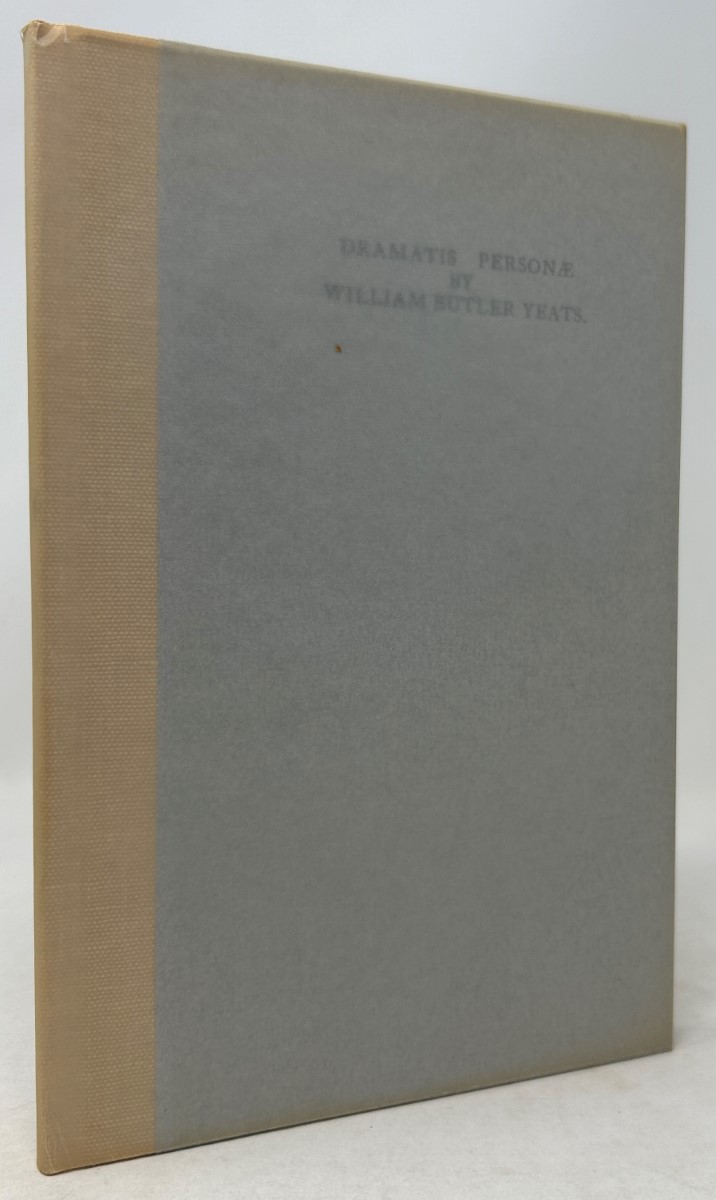 DRAMATIS PERSONÆ
BY
WILLIAM BUTLER YEATS.